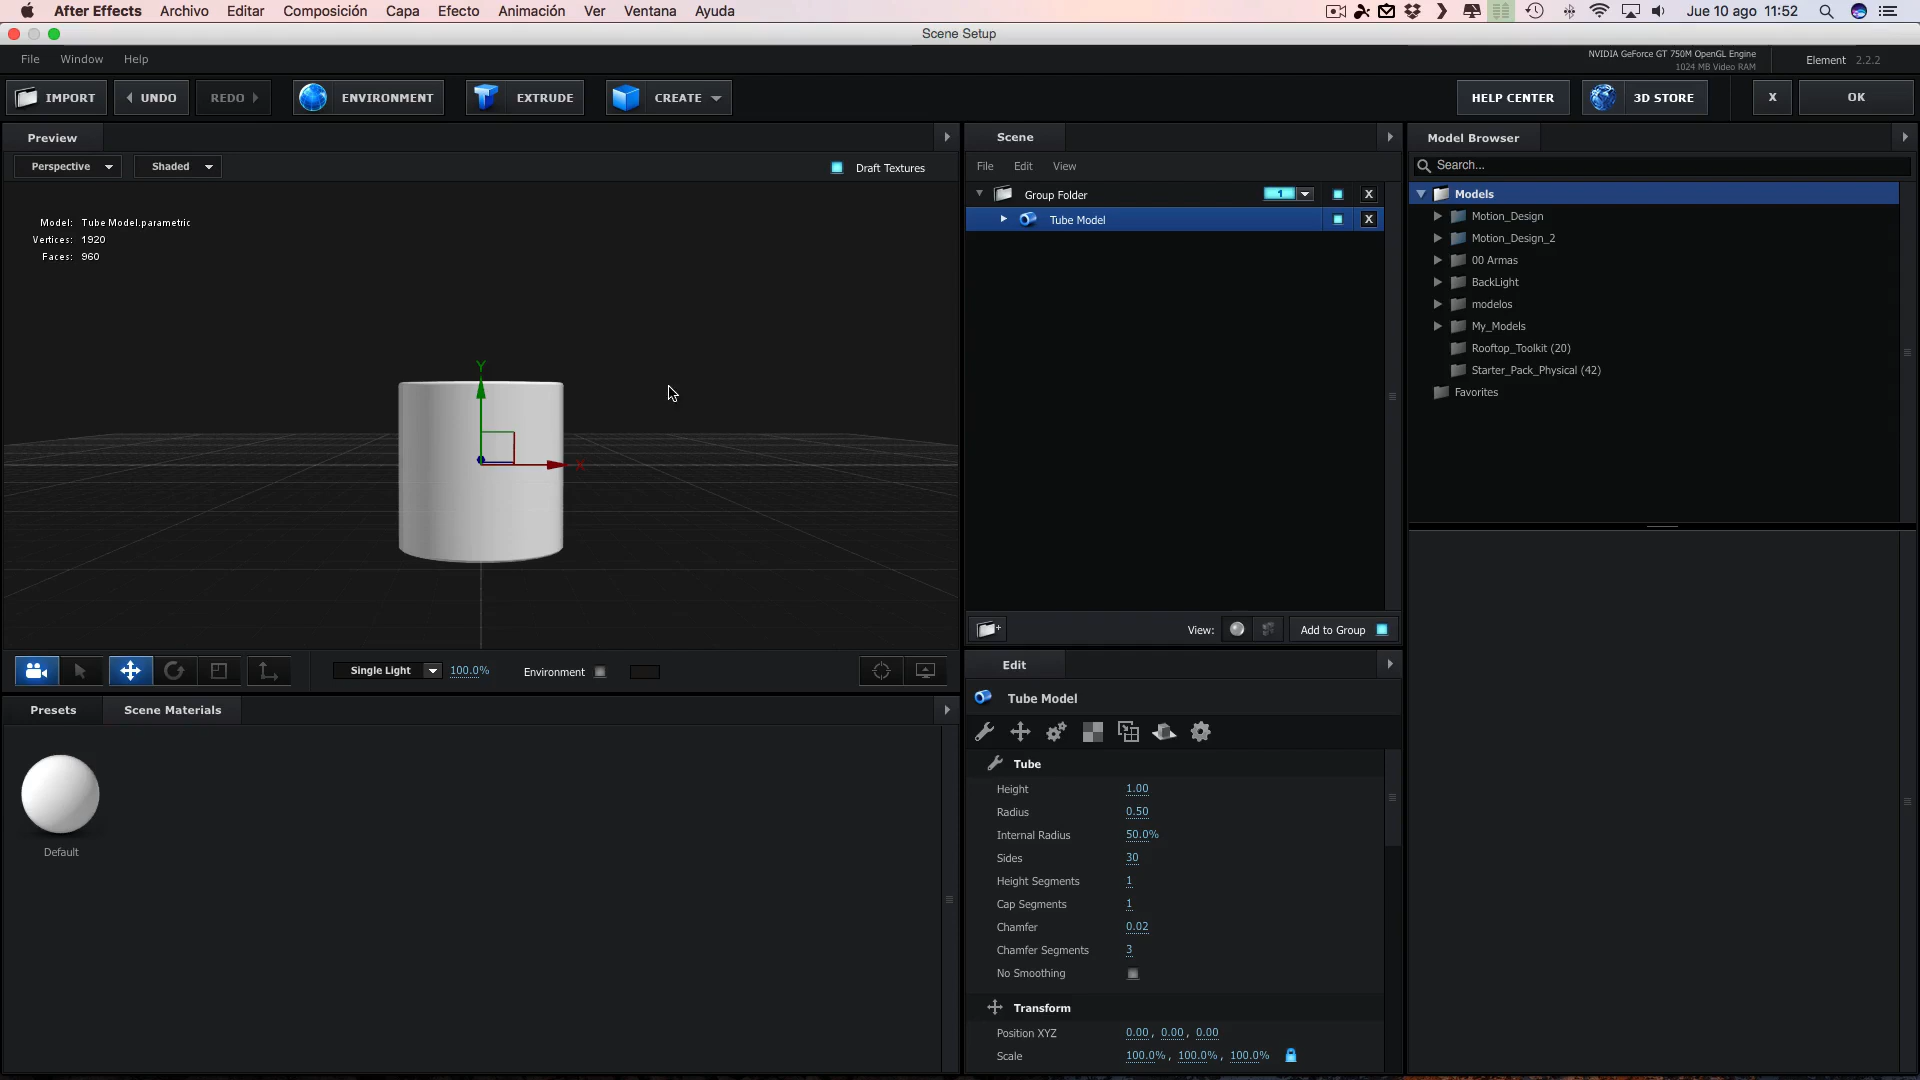 After Effects Archivo Editar Composición Capa Efecto Animación Ver Ventana Ayuda Jue 10 ago 11:52
Scene Setup
File Window Help
NVIDIA GeForce GT 750M OpenGL Engine
1024 MB Video RAM
Element 2.2.2
IMPORT UNDO REDO ENVIRONMENT EXTRUDE CREATE HELP CENTER 3D STORE X OK
Preview
Perspective Shaded Draft Textures
Model: Tube Model.parametric
Vertices: 1920
Faces: 960
Y
X
Single Light 100.0% Environment
Presets Scene Materials
Default
Scene
File Edit View
Group Folder 1 X
Tube Model X
View: Add to Group
Edit
Tube Model
Tube
Height 1.00
Radius 0.50
Internal Radius 50.0%
Sides 30
Height Segments 1
Cap Segments 1
Chamfer 0.02
Chamfer Segments 3
No Smoothing
Transform
Position XYZ 0.00, 0.00, 0.00
Scale 100.0%, 100.0%, 100.0%
Model Browser
Search...
Models
Motion_Design
Motion_Design_2
00 Armas
BackLight
modelos
My_Models
Rooftop_Toolkit (20)
Starter_Pack_Physical (42)
Favorites